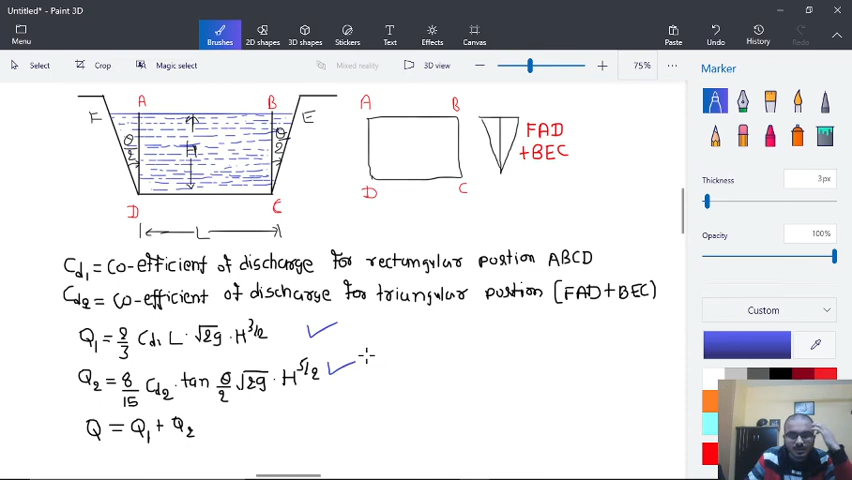 Untitled* - Paint 3D
Menu
Brushes
2D shapes
3D shapes
Stickers
Text
Effects
Canvas
Paste
Undo
History
Redo
Select
Crop
Magic select
Mixed reality
3D view
75%
Marker
Thickness
3px
Opacity
100%
Custom
A B
F E
θ/2 H θ/2
D C
L
A B
D C
FAD
+BEC
Cd1 = co-efficient of discharge for rectangular portion ABCD
Cd2 = co-efficient of discharge for triangular portion [FAD+BEC)
Q1 = 2/3 Cd1 L · √2g · H^3/2
Q2 = 8/15 Cd2 · tan θ/2 √2g · H^5/2
Q = Q1 + Q2